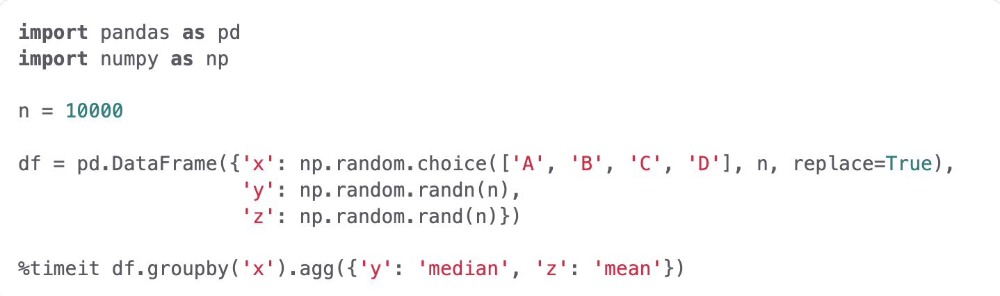 import pandas as pd
import numpy as np

n = 10000

df = pd.DataFrame({'x': np.random.choice(['A', 'B', 'C', 'D'], n, replace=True),
                   'y': np.random.randn(n),
                   'z': np.random.rand(n)})

%timeit df.groupby('x').agg({'y': 'median', 'z': 'mean'})